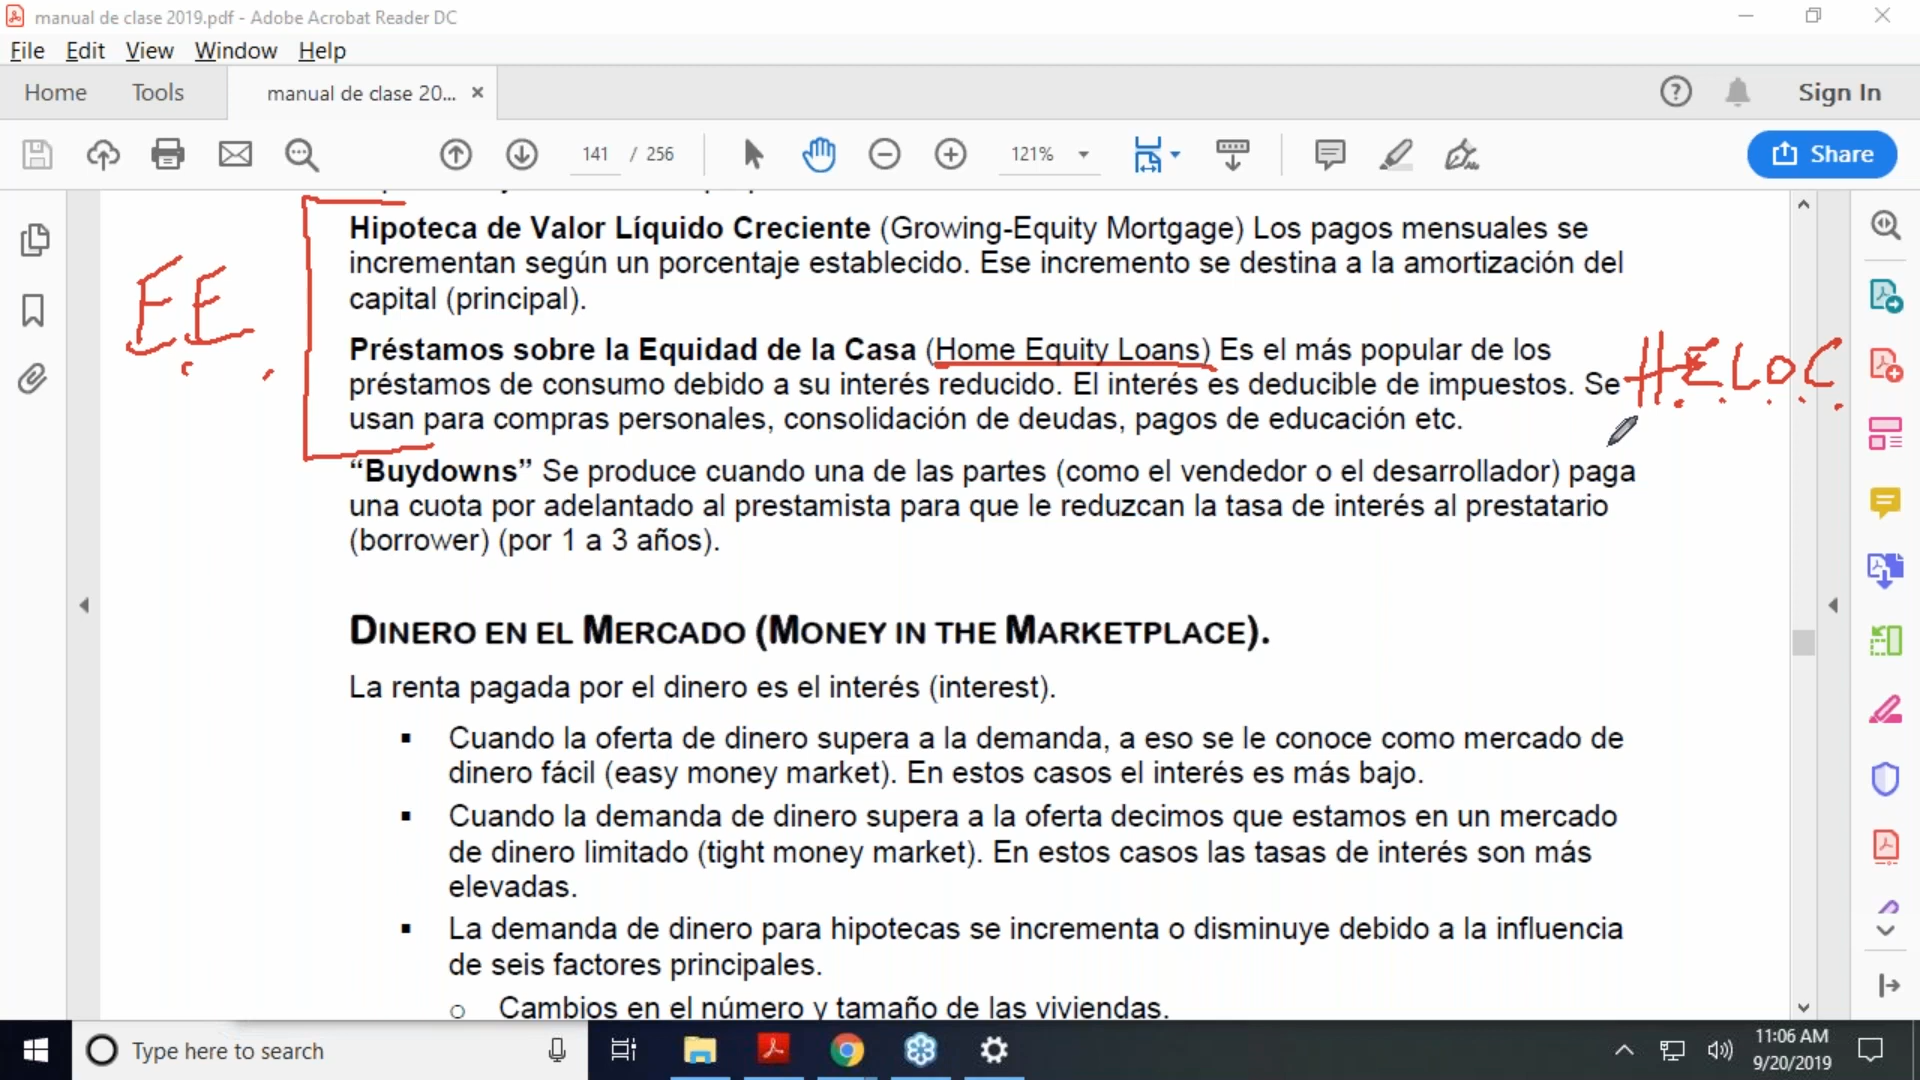 manual de clase 2019.pdf - Adobe Acrobat Reader DC
File Edit View Window Help
Home Tools manual de clase 20... ×
Sign In
141 / 256
121%
Share
Hipoteca de Valor Líquido Creciente (Growing-Equity Mortgage) Los pagos mensuales se
incrementan según un porcentaje establecido. Ese incremento se destina a la amortización del
capital (principal).
EE
Préstamos sobre la Equidad de la Casa (Home Equity Loans) Es el más popular de los
préstamos de consumo debido a su interés reducido. El interés es deducible de impuestos. Se
HELOC
usan para compras personales, consolidación de deudas, pagos de educación etc.
“Buydowns” Se produce cuando una de las partes (como el vendedor o el desarrollador) paga
una cuota por adelantado al prestamista para que le reduzcan la tasa de interés al prestatario
(borrower) (por 1 a 3 años).
DINERO EN EL MERCADO (MONEY IN THE MARKETPLACE).
La renta pagada por el dinero es el interés (interest).
▪ Cuando la oferta de dinero supera a la demanda, a eso se le conoce como mercado de
dinero fácil (easy money market). En estos casos el interés es más bajo.
▪ Cuando la demanda de dinero supera a la oferta decimos que estamos en un mercado
de dinero limitado (tight money market). En estos casos las tasas de interés son más
elevadas.
▪ La demanda de dinero para hipotecas se incrementa o disminuye debido a la influencia
de seis factores principales.
o Cambios en el número y tamaño de las viviendas.
Type here to search
11:06 AM
9/20/2019